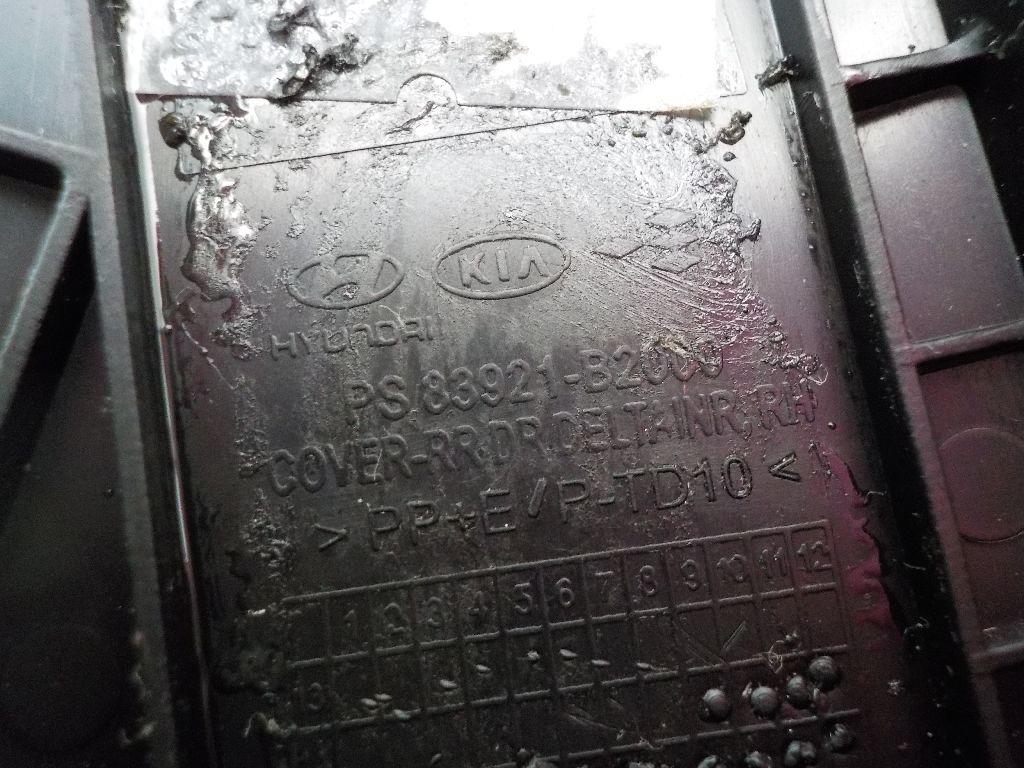 KIA
HYUNDAI
PS/83921-B2000
COVER-RR DR DELTA INR, RH
> PP+E/P-TD10 <
1 2 3 4 5 6 7 8 9 10 11 12
13